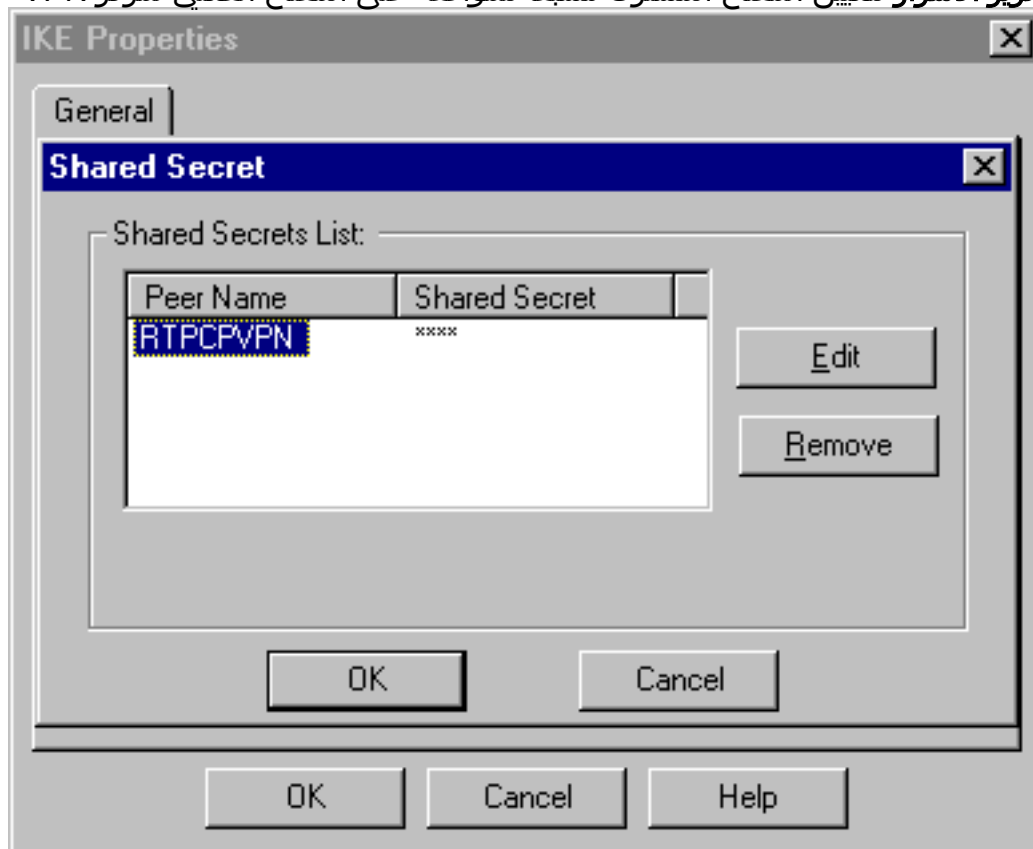 IKE Properties
General
Shared Secret
Shared Secrets List:
Peer Name Shared Secret
RTPCPVPN ****
Edit
Remove
OK Cancel
OK Cancel Help